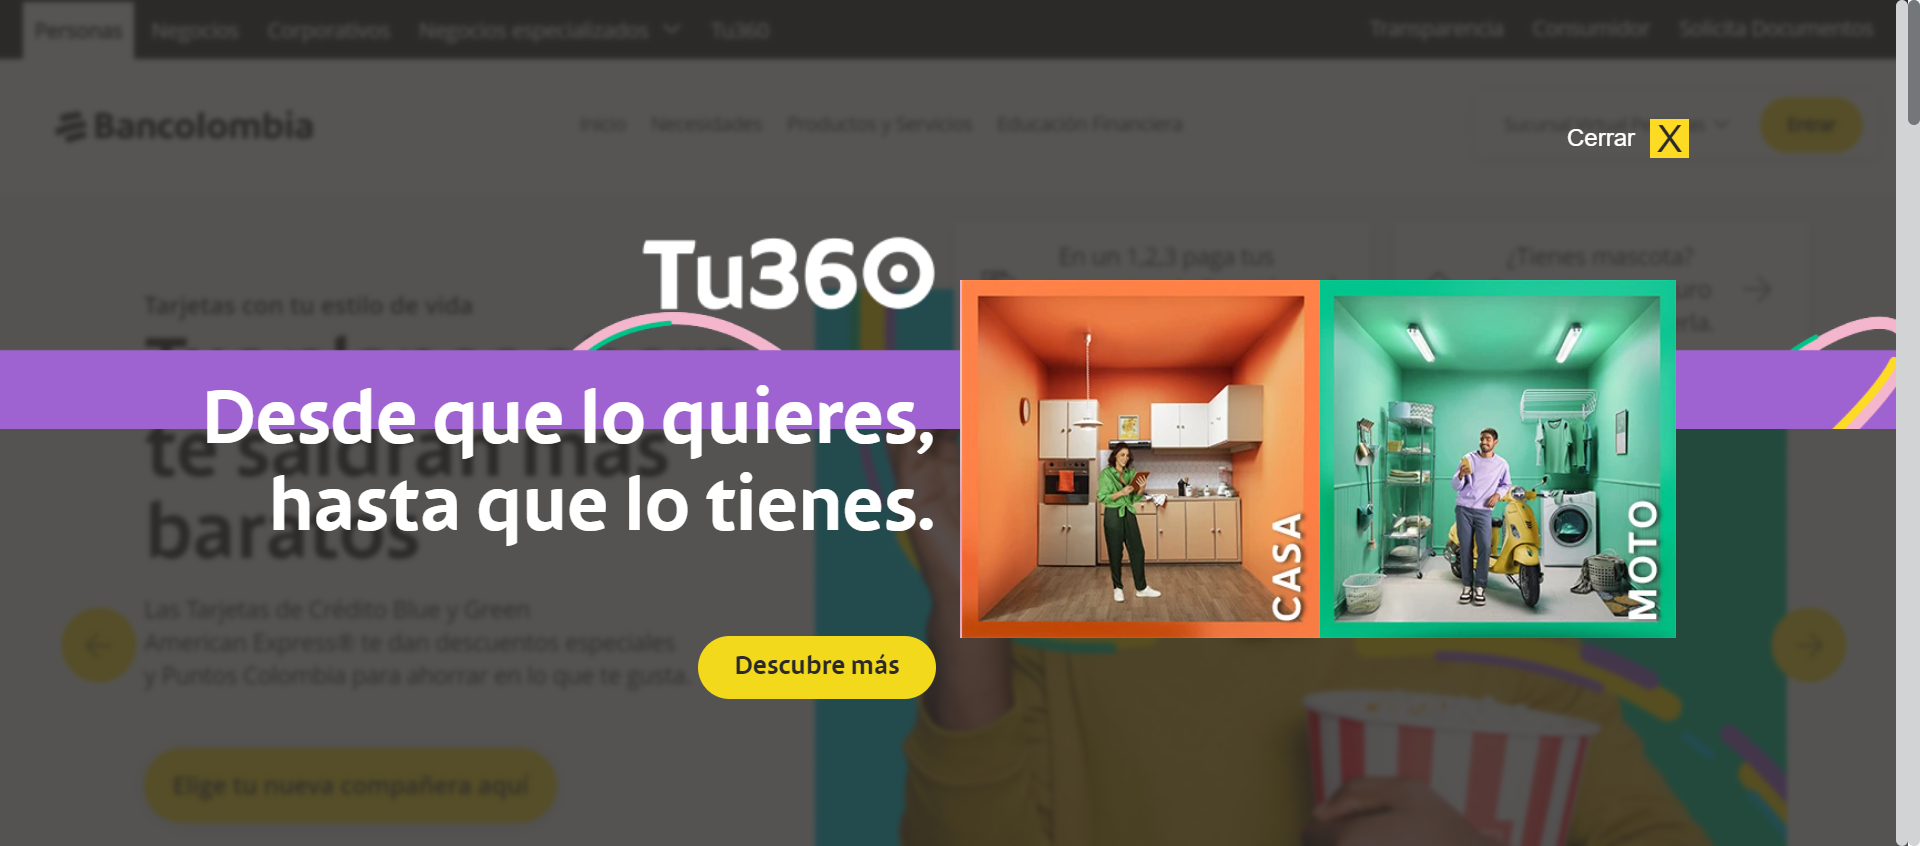 Personas Negocios Corporativos Negocios especializados Tu360 Transparencia Consumidor Solicita Documentos
Bancolombia Inicio Necesidades Productos y Servicios Educación Financiera Sucursal Virtual Entrar
Cerrar X
Tu360
En un 1,2,3 paga tus
¿Tienes mascota?
Tarjetas con tu estilo de vida
Desde que lo quieres,
hasta que lo tienes.
te saldrán más
baratos
CASA
MOTO
Las Tarjetas de Crédito Blue y Green
American Express® te dan descuentos especiales
y Puntos Colombia para ahorrar en lo que te gusta.
Descubre más
Elige tu nueva compañera aquí